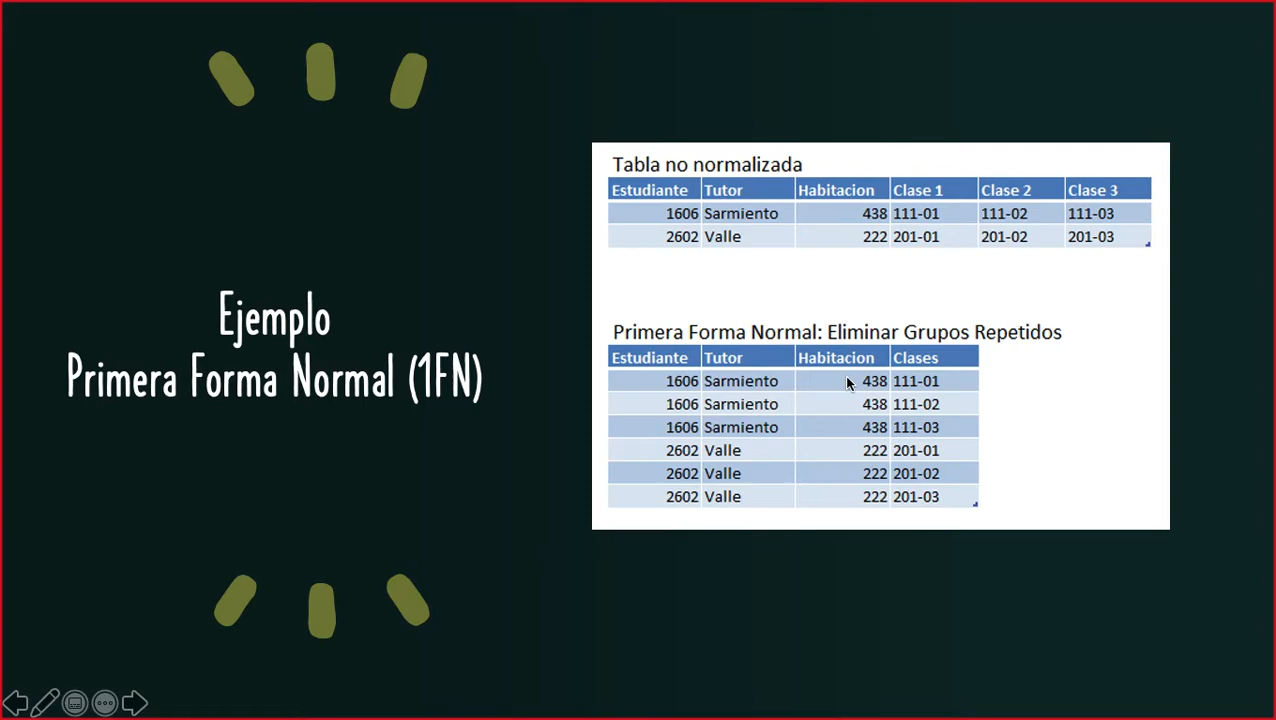 Ejemplo
Primera Forma Normal (1FN)
Tabla no normalizada
Estudiante Tutor Habitacion Clase 1 Clase 2 Clase 3
1606 Sarmiento 438 111-01 111-02 111-03
2602 Valle 222 201-01 201-02 201-03
Primera Forma Normal: Eliminar Grupos Repetidos
Estudiante Tutor Habitacion Clases
1606 Sarmiento 438 111-01
1606 Sarmiento 438 111-02
1606 Sarmiento 438 111-03
2602 Valle 222 201-01
2602 Valle 222 201-02
2602 Valle 222 201-03